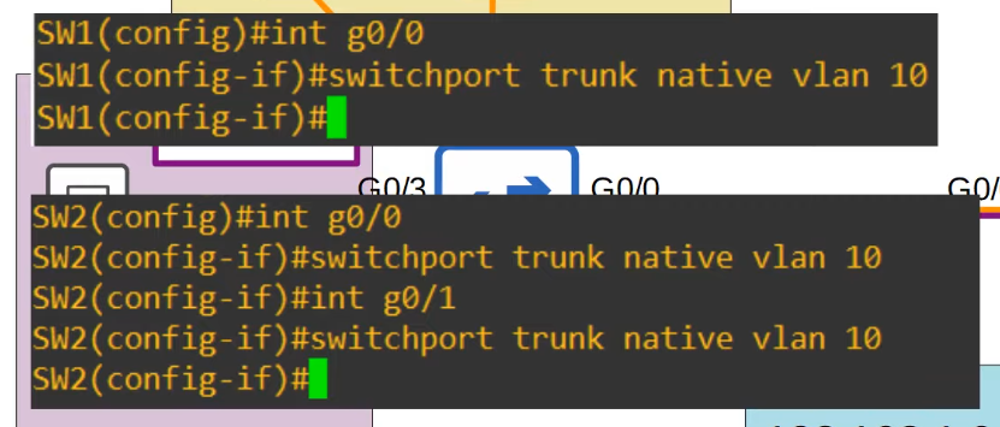 SW1(config)#int g0/0
SW1(config-if)#switchport trunk native vlan 10
SW1(config-if)#
G0/3
G0/0
G0/
SW2(config)#int g0/0
SW2(config-if)#switchport trunk native vlan 10
SW2(config-if)#int g0/1
SW2(config-if)#switchport trunk native vlan 10
SW2(config-if)#